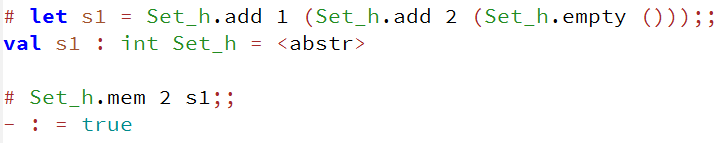 # let s1 = Set_h.add 1 (Set_h.add 2 (Set_h.empty ()));;
val s1 : int Set_h = <abstr>
# Set_h.mem 2 s1;;
- : = true